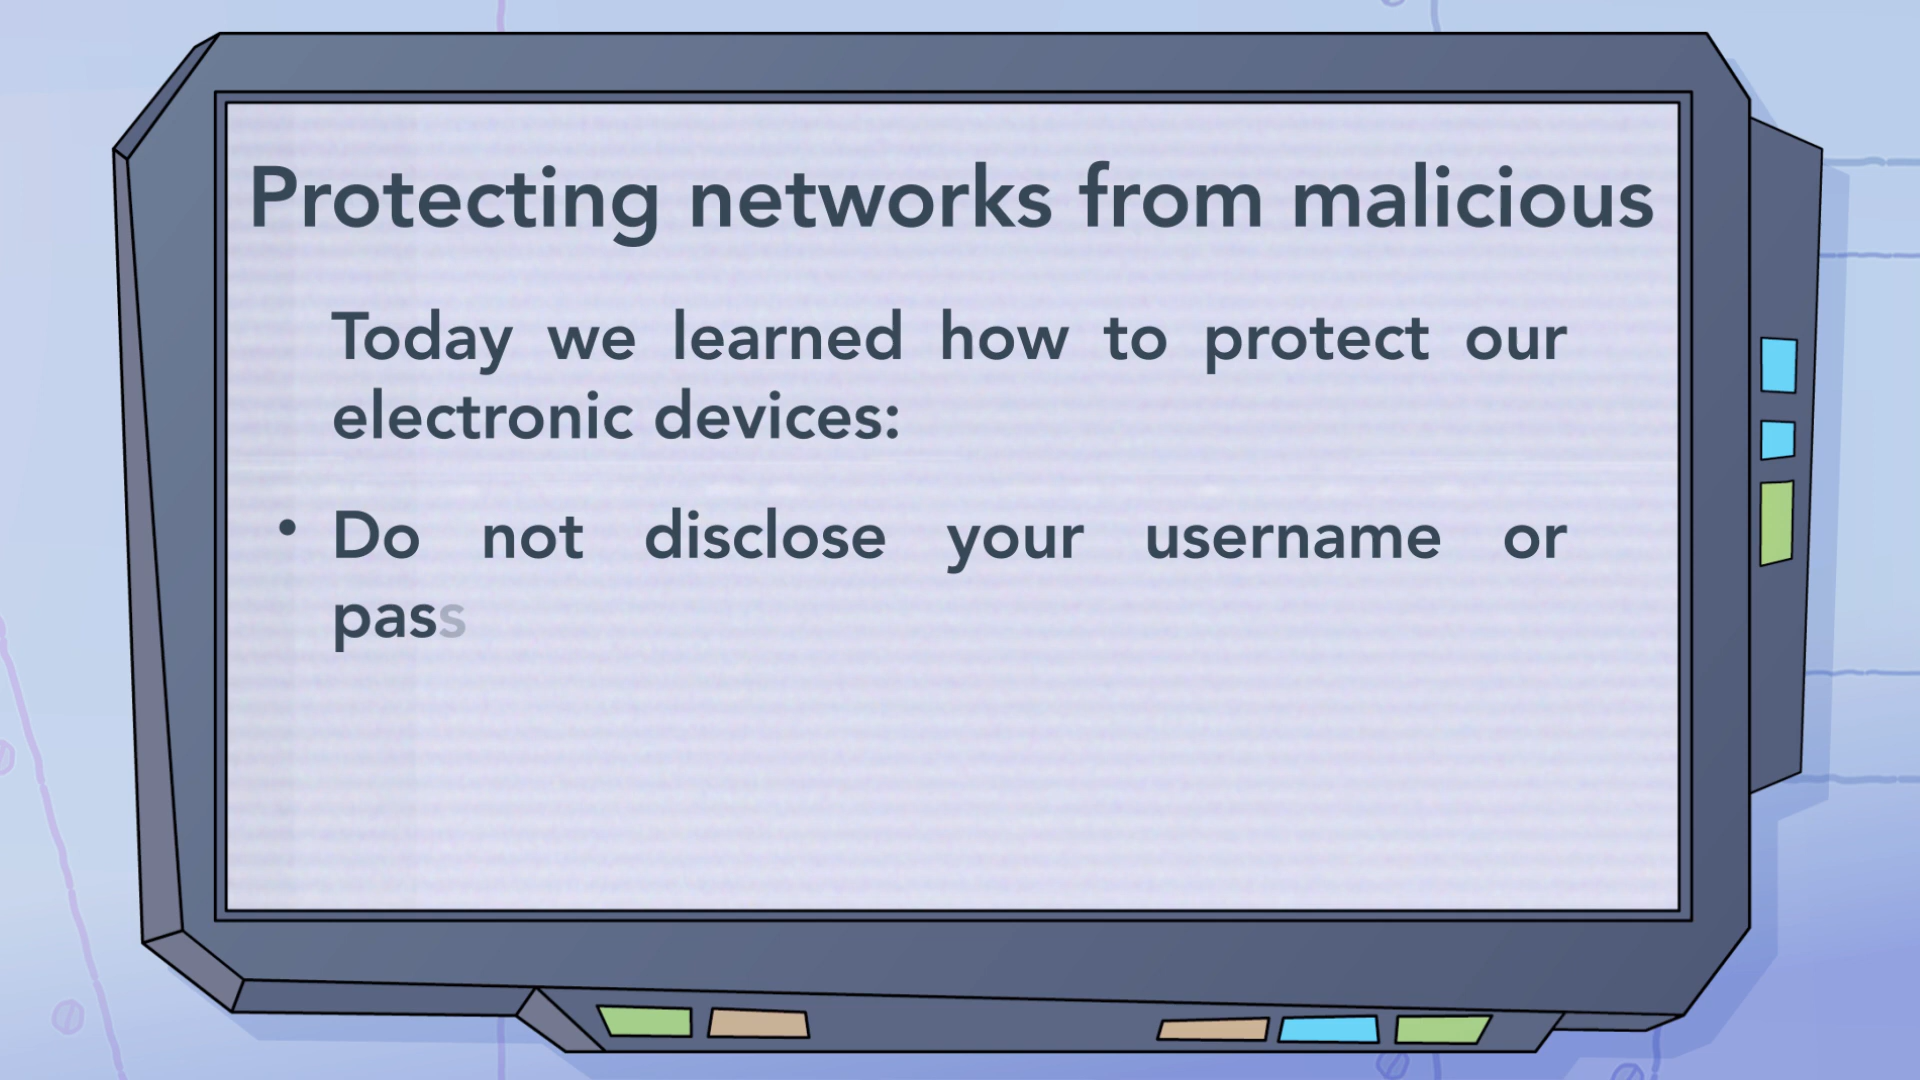 Protecting networks from malicious
Today we learned how to protect our
electronic devices:
• Do not disclose your username or
pass